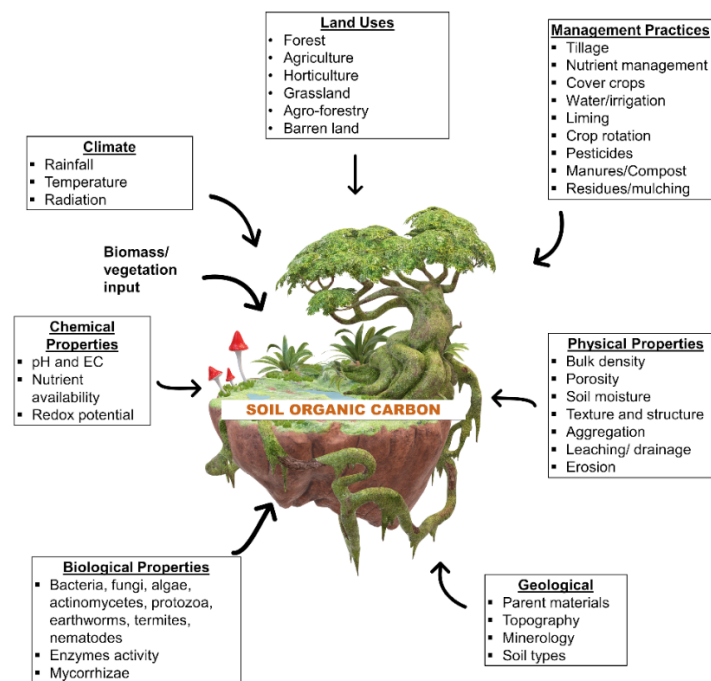 Land Uses
Forest
Agriculture
Horticulture
Grassland
Agro-forestry
Barren land
Management Practices
Tillage
Nutrient management
Cover crops
Water/irrigation
Liming
Crop rotation
Pesticides
Manures/Compost
Residues/mulching
Climate
Rainfall
Temperature
Radiation
Biomass/
vegetation
input
Chemical
Properties
pH and EC
Nutrient
availability
Redox potential
Physical Properties
Bulk density
Porosity
Soil moisture
Texture and structure
Aggregation
Leaching/ drainage
Erosion
SOIL ORGANIC CARBON
Biological Properties
Bacteria, fungi, algae,
actinomycetes, protozoa,
earthworms, termites,
nematodes
Enzymes activity
Mycorrhizae
Geological
Parent materials
Topography
Minerology
Soil types